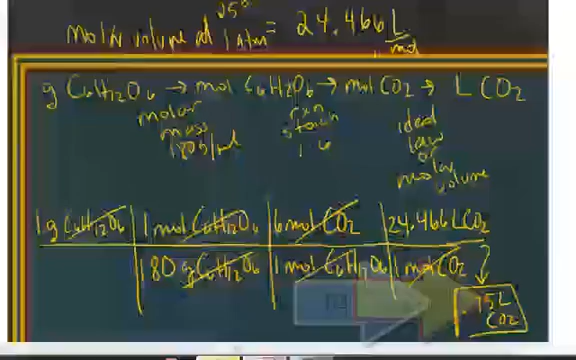 25°
molar volume at 1 atm = 24.466 L/mol
g C6H12O6 → mol C6H12O6 → mol CO2 → L CO2
molar mass 180 g/mol
rxn stoich 1:6
ideal law or molar volume
1 g C6H12O6 | 1 mol C6H12O6 | 6 mol CO2 | 24.466 L CO2
180 g C6H12O6 | 1 mol C6H12O6 | 1 mol CO2
L CO2